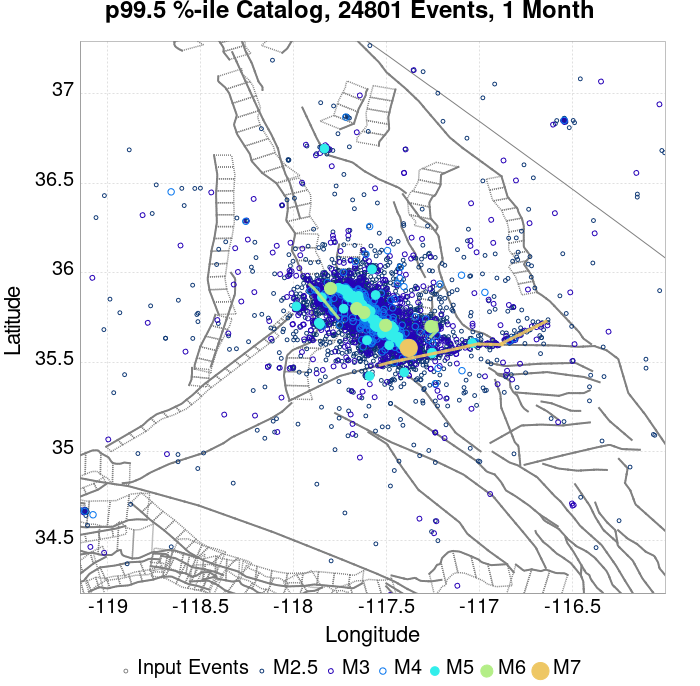 p99.5 %-ile Catalog, 24801 Events, 1 Month
37
36.5
36
35.5
35
34.5
Latitude
-119 -118.5 -118 -117.5 -117 -116.5
Longitude
Input Events M2.5 M3 M4 M5 M6 M7